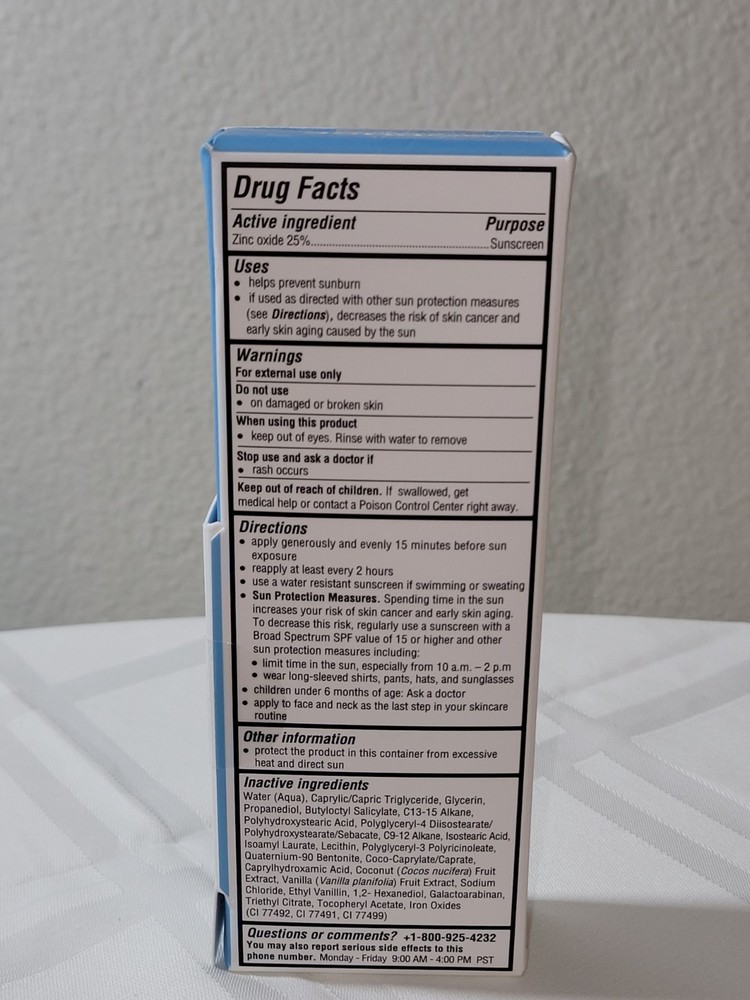 Drug Facts
Active ingredient Purpose
Zinc oxide 25%............................................Sunscreen
Uses
• helps prevent sunburn
• if used as directed with other sun protection measures
(see Directions), decreases the risk of skin cancer and
early skin aging caused by the sun
Warnings
For external use only
Do not use
• on damaged or broken skin
When using this product
• keep out of eyes. Rinse with water to remove
Stop use and ask a doctor if
• rash occurs
Keep out of reach of children. If swallowed, get
medical help or contact a Poison Control Center right away.
Directions
• apply generously and evenly 15 minutes before sun
exposure
• reapply at least every 2 hours
• use a water resistant sunscreen if swimming or sweating
• Sun Protection Measures. Spending time in the sun
increases your risk of skin cancer and early skin aging.
To decrease this risk, regularly use a sunscreen with a
Broad Spectrum SPF value of 15 or higher and other
sun protection measures including:
• limit time in the sun, especially from 10 a.m. – 2 p.m
• wear long-sleeved shirts, pants, hats, and sunglasses
• children under 6 months of age: Ask a doctor
• apply to face and neck as the last step in your skincare
routine
Other information
• protect the product in this container from excessive
heat and direct sun
Inactive ingredients
Water (Aqua), Caprylic/Capric Triglyceride, Glycerin,
Propanediol, Butyloctyl Salicylate, C13-15 Alkane,
Polyhydroxystearic Acid, Polyglyceryl-4 Diisostearate/
Polyhydroxystearate/Sebacate, C9-12 Alkane, Isostearic Acid,
Isoamyl Laurate, Lecithin, Polyglyceryl-3 Polyricinoleate,
Quaternium-90 Bentonite, Coco-Caprylate/Caprate,
Caprylhydroxamic Acid, Coconut (Cocos nucifera) Fruit
Extract, Vanilla (Vanilla planifolia) Fruit Extract, Sodium
Chloride, Ethyl Vanillin, 1,2- Hexanediol, Galactoarabinan,
Triethyl Citrate, Tocopheryl Acetate, Iron Oxides
(CI 77492, CI 77491, CI 77499)
Questions or comments? +1-800-925-4232
You may also report serious side effects to this
phone number. Monday - Friday 9:00 AM - 4:00 PM PST